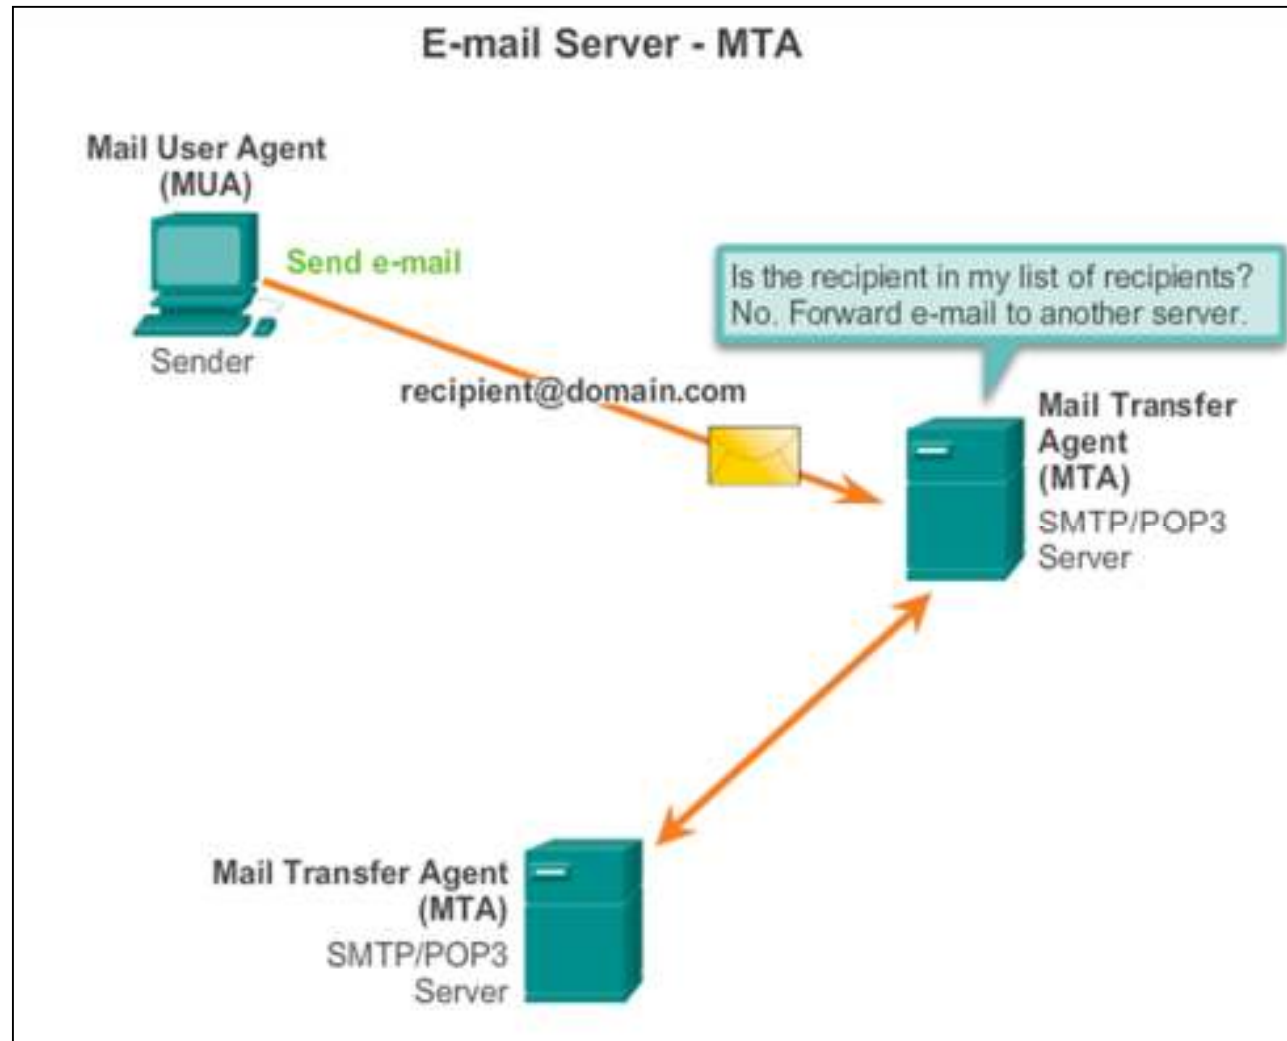 E-mail Server - MTA
Mail User Agent
(MUA)
Send e-mail
Sender
Is the recipient in my list of recipients?
No. Forward e-mail to another server.
recipient@domain.com
Mail Transfer
Agent
(MTA)
SMTP/POP3
Server
Mail Transfer Agent
(MTA)
SMTP/POP3
Server